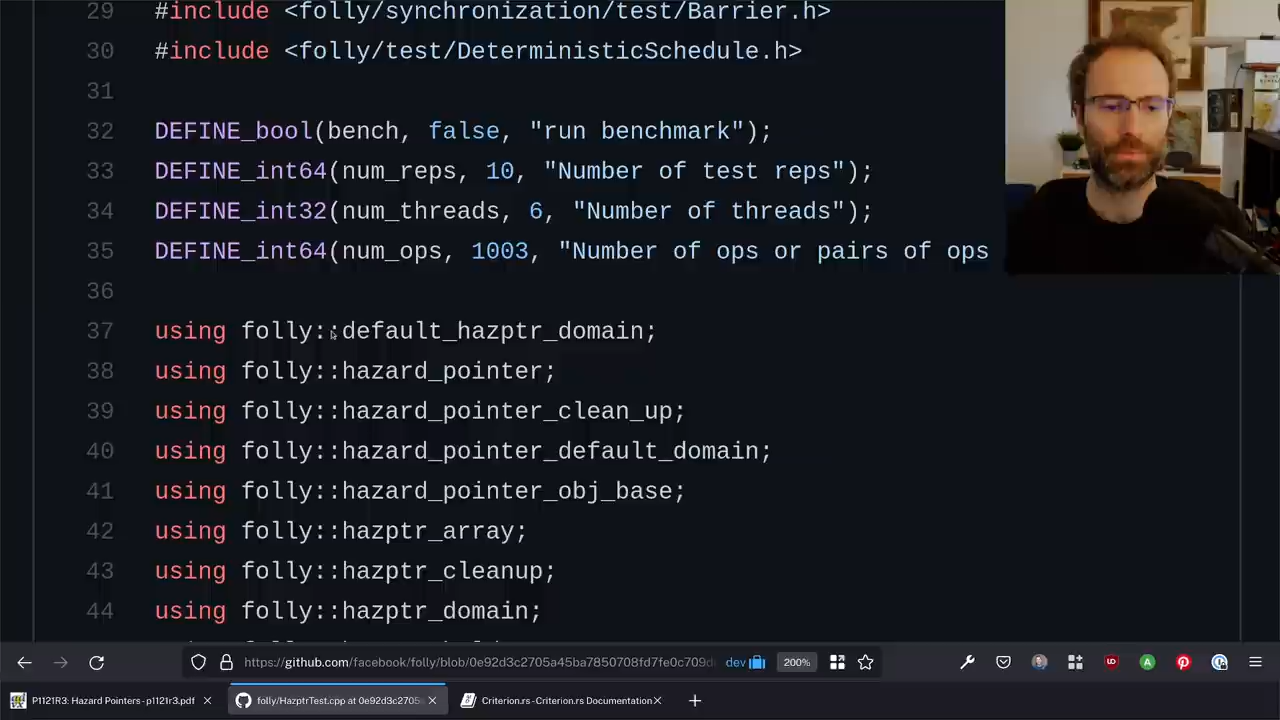 29 #include <folly/synchronization/test/Barrier.h>
30 #include <folly/test/DeterministicSchedule.h>
31
32 DEFINE_bool(bench, false, "run benchmark");
33 DEFINE_int64(num_reps, 10, "Number of test reps");
34 DEFINE_int32(num_threads, 6, "Number of threads");
35 DEFINE_int64(num_ops, 1003, "Number of ops or pairs of ops
36
37 using folly::default_hazptr_domain;
38 using folly::hazard_pointer;
39 using folly::hazard_pointer_clean_up;
40 using folly::hazard_pointer_default_domain;
41 using folly::hazard_pointer_obj_base;
42 using folly::hazptr_array;
43 using folly::hazptr_cleanup;
44 using folly::hazptr_domain;
https://github.com/facebook/folly/blob/0e92d3c2705a45ba7850708fd7fe0c709d dev 200%
P1121R3: Hazard Pointers - p1121r3.pdf folly/HazptrTest.cpp at 0e92d3c2705 Criterion.rs - Criterion.rs Documentation